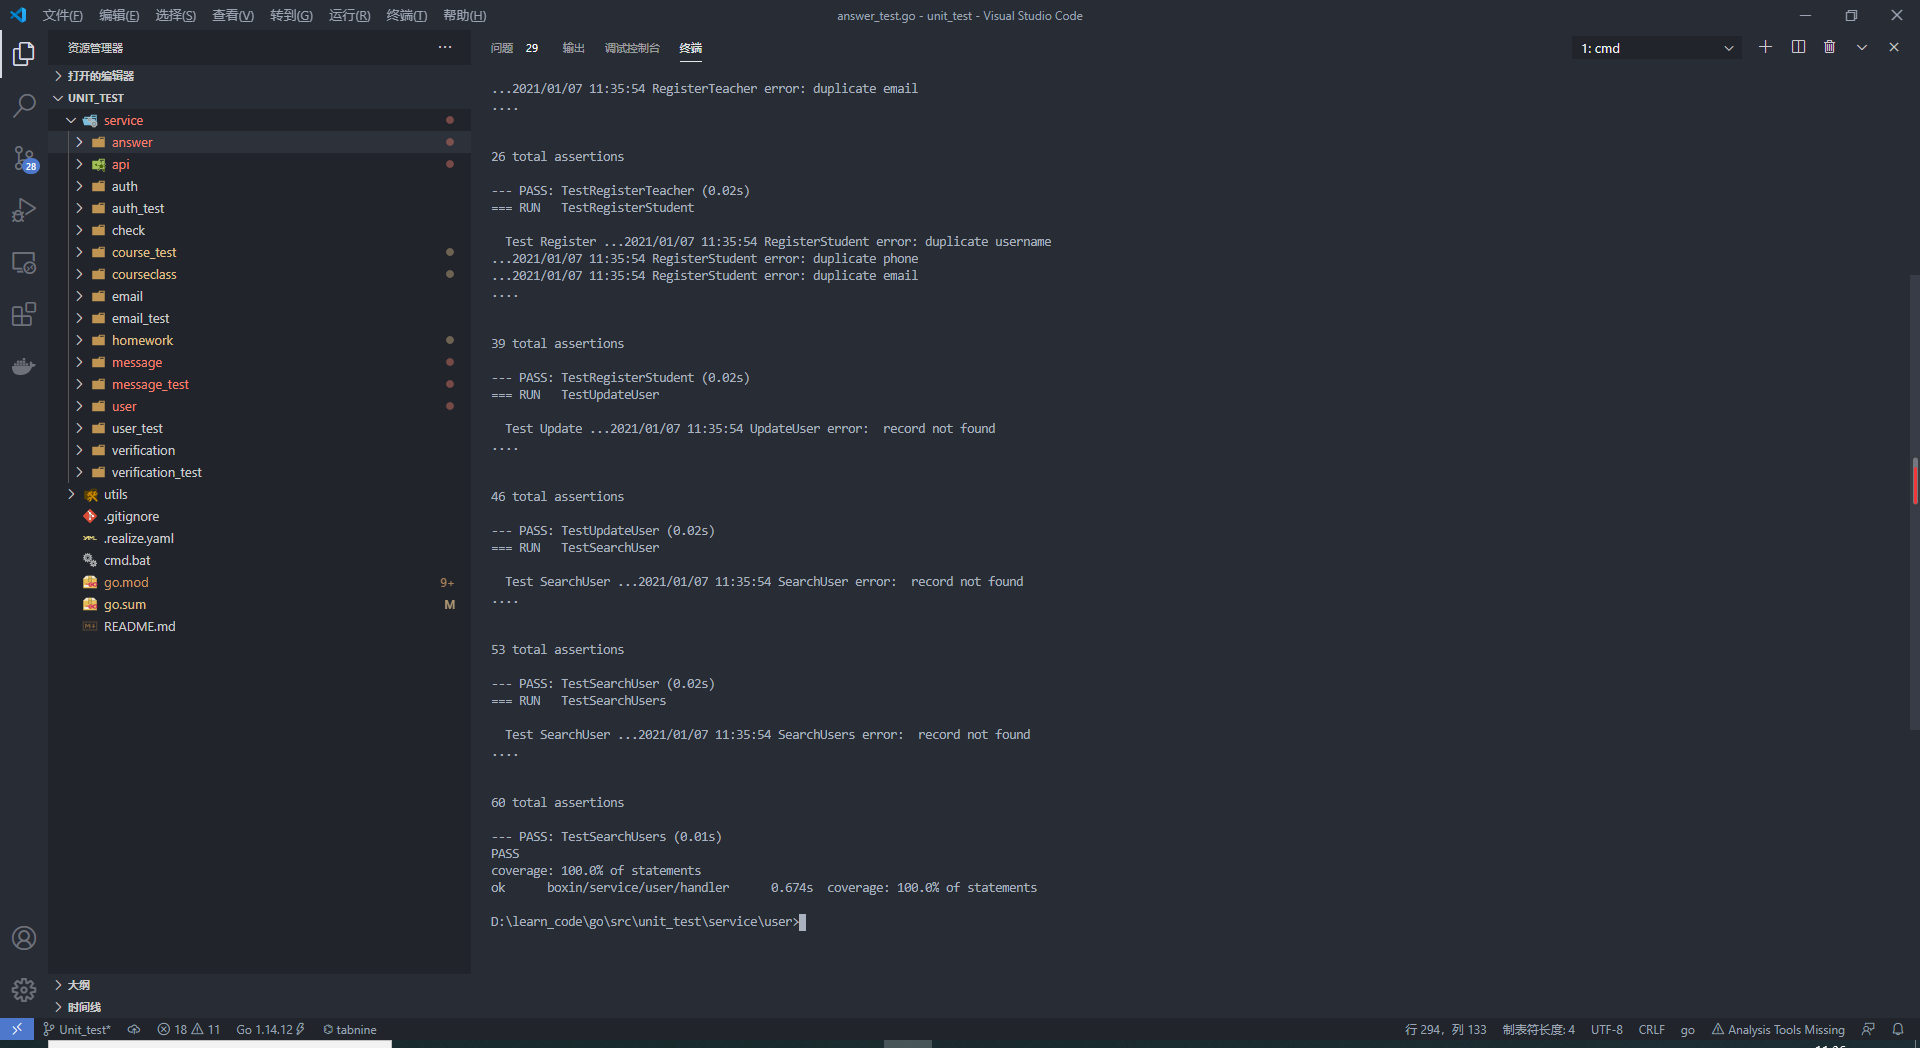 文件(F) 编辑(E) 选择(S) 查看(V) 转到(G) 运行(R) 终端(T) 帮助(H) answer_test.go - unit_test - Visual Studio Code
资源管理器 ...
打开的编辑器
UNIT_TEST
service
answer
api
auth
auth_test
check
course_test
courseclass
email
email_test
homework
message
message_test
user
user_test
verification
verification_test
utils
.gitignore
.realize.yaml
cmd.bat
go.mod 9+
go.sum M
README.md
大纲
时间线
28
问题 29 输出 调试控制台 终端 1: cmd
...2021/01/07 11:35:54 RegisterTeacher error: duplicate email
....
26 total assertions
--- PASS: TestRegisterTeacher (0.02s)
=== RUN TestRegisterStudent
Test Register ...2021/01/07 11:35:54 RegisterStudent error: duplicate username
...2021/01/07 11:35:54 RegisterStudent error: duplicate phone
...2021/01/07 11:35:54 RegisterStudent error: duplicate email
....
39 total assertions
--- PASS: TestRegisterStudent (0.02s)
=== RUN TestUpdateUser
Test Update ...2021/01/07 11:35:54 UpdateUser error: record not found
....
46 total assertions
--- PASS: TestUpdateUser (0.02s)
=== RUN TestSearchUser
Test SearchUser ...2021/01/07 11:35:54 SearchUser error: record not found
....
53 total assertions
--- PASS: TestSearchUser (0.02s)
=== RUN TestSearchUsers
Test SearchUser ...2021/01/07 11:35:54 SearchUsers error: record not found
....
60 total assertions
--- PASS: TestSearchUsers (0.01s)
PASS
coverage: 100.0% of statements
ok boxin/service/user/handler 0.674s coverage: 100.0% of statements
D:\learn_code\go\src\unit_test\service\user>
Unit_test* 18 11 Go 1.14.12 tabnine 行 294，列 133 制表符长度: 4 UTF-8 CRLF go Analysis Tools Missing